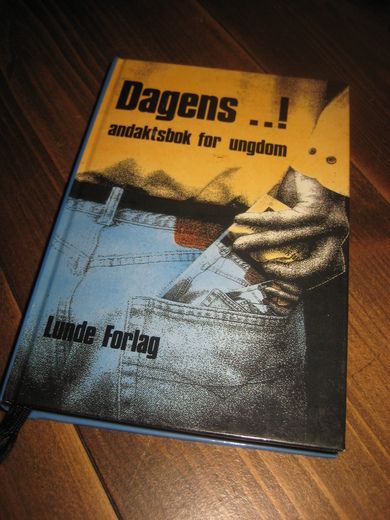 Dagens ..!
andaktsbok for ungdom
Lunde Forlag